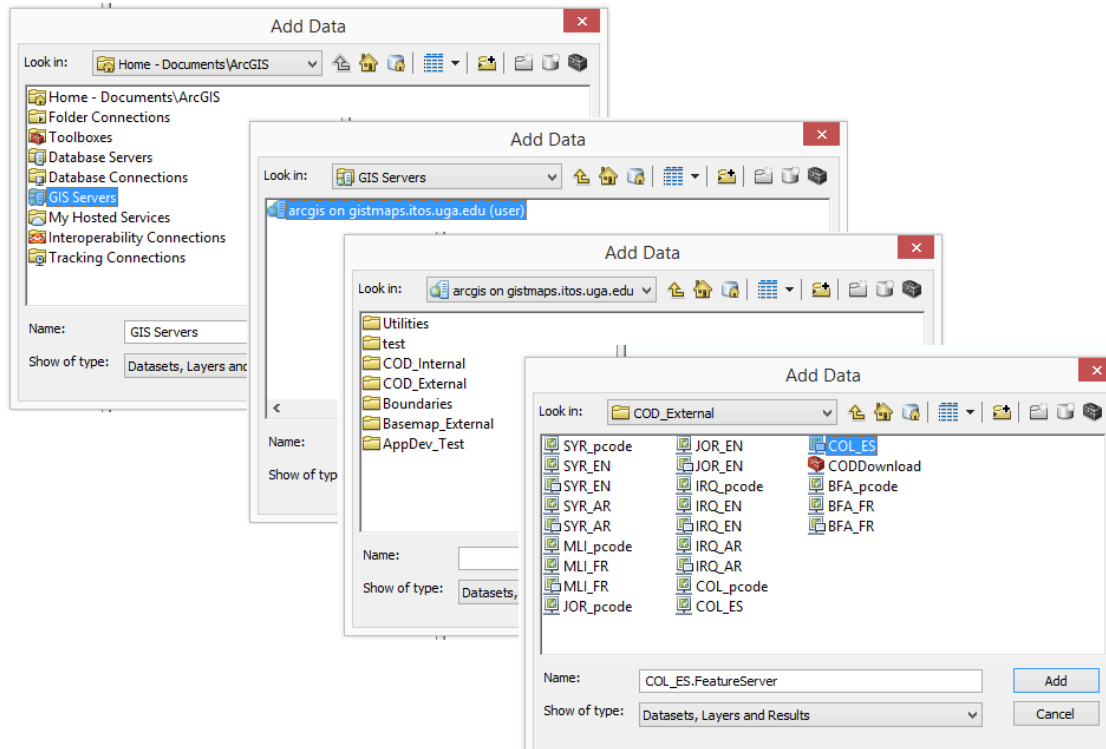 Add Data
Look in: Home - Documents\ArcGIS
Home - Documents\ArcGIS
Folder Connections
Toolboxes
Database Servers
Database Connections
GIS Servers
My Hosted Services
Interoperability Connections
Tracking Connections
Name: GIS Servers
Show of type: Datasets, Layers and
Add Data
Look in: GIS Servers
arcgis on gistmaps.itos.uga.edu (user)
Name:
Show of typ
Add Data
Look in: arcgis on gistmaps.itos.uga.edu
Utilities
test
COD_Internal
COD_External
Boundaries
Basemap_External
AppDev_Test
Name:
Show of type: Datasets,
Add Data
Look in: COD_External
SYR_pcode JOR_EN COL_ES
SYR_EN JOR_EN CODDownload
SYR_EN IRQ_pcode BFA_pcode
SYR_AR IRQ_EN BFA_FR
SYR_AR IRQ_EN BFA_FR
MLI_pcode IRQ_AR
MLI_FR IRQ_AR
MLI_FR COL_pcode
JOR_pcode COL_ES
Name: COL_ES.FeatureServer Add
Show of type: Datasets, Layers and Results Cancel